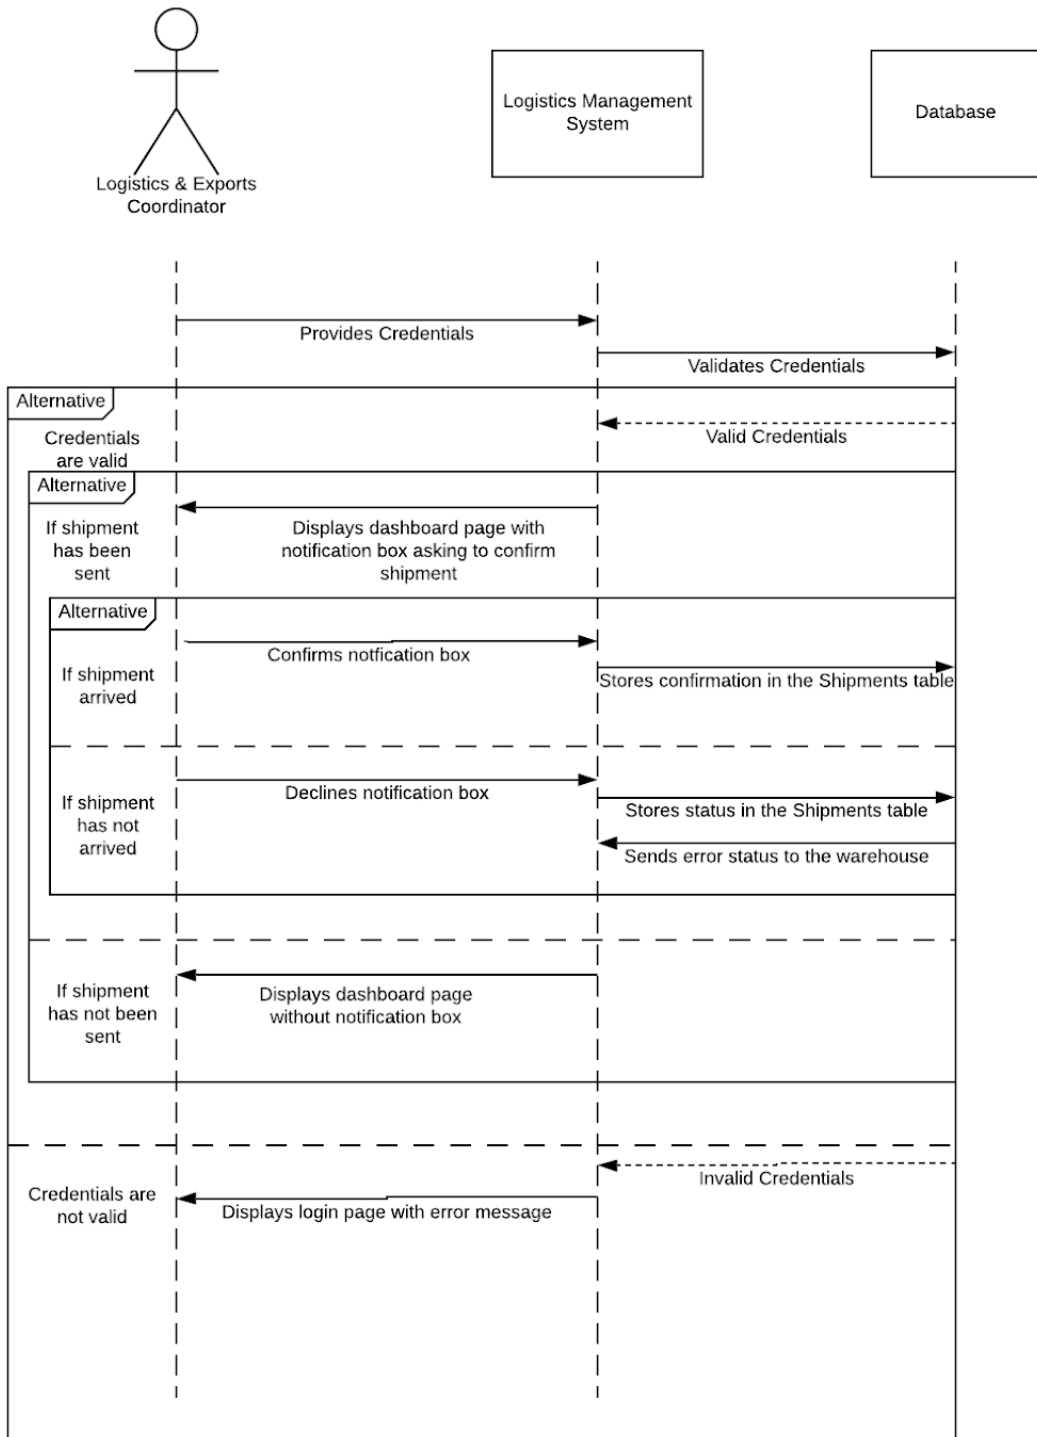 Logistics & Exports
Coordinator
Logistics Management
System
Database
Provides Credentials
Validates Credentials
Alternative
Valid Credentials
Credentials
are valid
Alternative
If shipment
has been
sent
Displays dashboard page with
notification box asking to confirm
shipment
Alternative
Confirms notfication box
If shipment
arrived
Stores confirmation in the Shipments table
Declines notification box
If shipment
has not
arrived
Stores status in the Shipments table
Sends error status to the warehouse
If shipment
has not been
sent
Displays dashboard page
without notification box
Invalid Credentials
Credentials are
not valid
Displays login page with error message